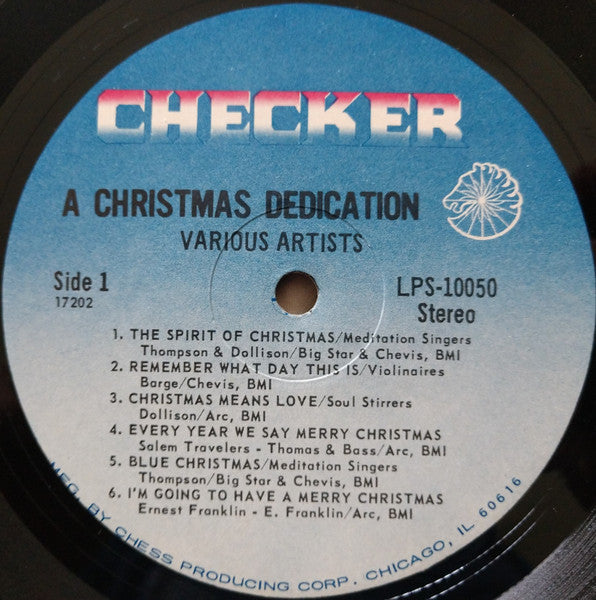 CHECKER
A CHRISTMAS DEDICATION
VARIOUS ARTISTS
Side 1
17202
LPS-10050
Stereo
1. THE SPIRIT OF CHRISTMAS/Meditation Singers
Thompson & Dollison/Big Star & Chevis, BMI
2. REMEMBER WHAT DAY THIS IS/Violinaires
Barge/Chevis, BMI
3. CHRISTMAS MEANS LOVE/Soul Stirrers
Dollison/Arc, BMI
4. EVERY YEAR WE SAY MERRY CHRISTMAS
Salem Travelers - Thomas & Bass/Arc, BMI
5. BLUE CHRISTMAS/Meditation Singers
Thompson/Big Star & Chevis, BMI
6. I'M GOING TO HAVE A MERRY CHRISTMAS
Ernest Franklin - E. Franklin/Arc, BMI
MFG. BY CHESS PRODUCING CORP. CHICAGO, IL 60616